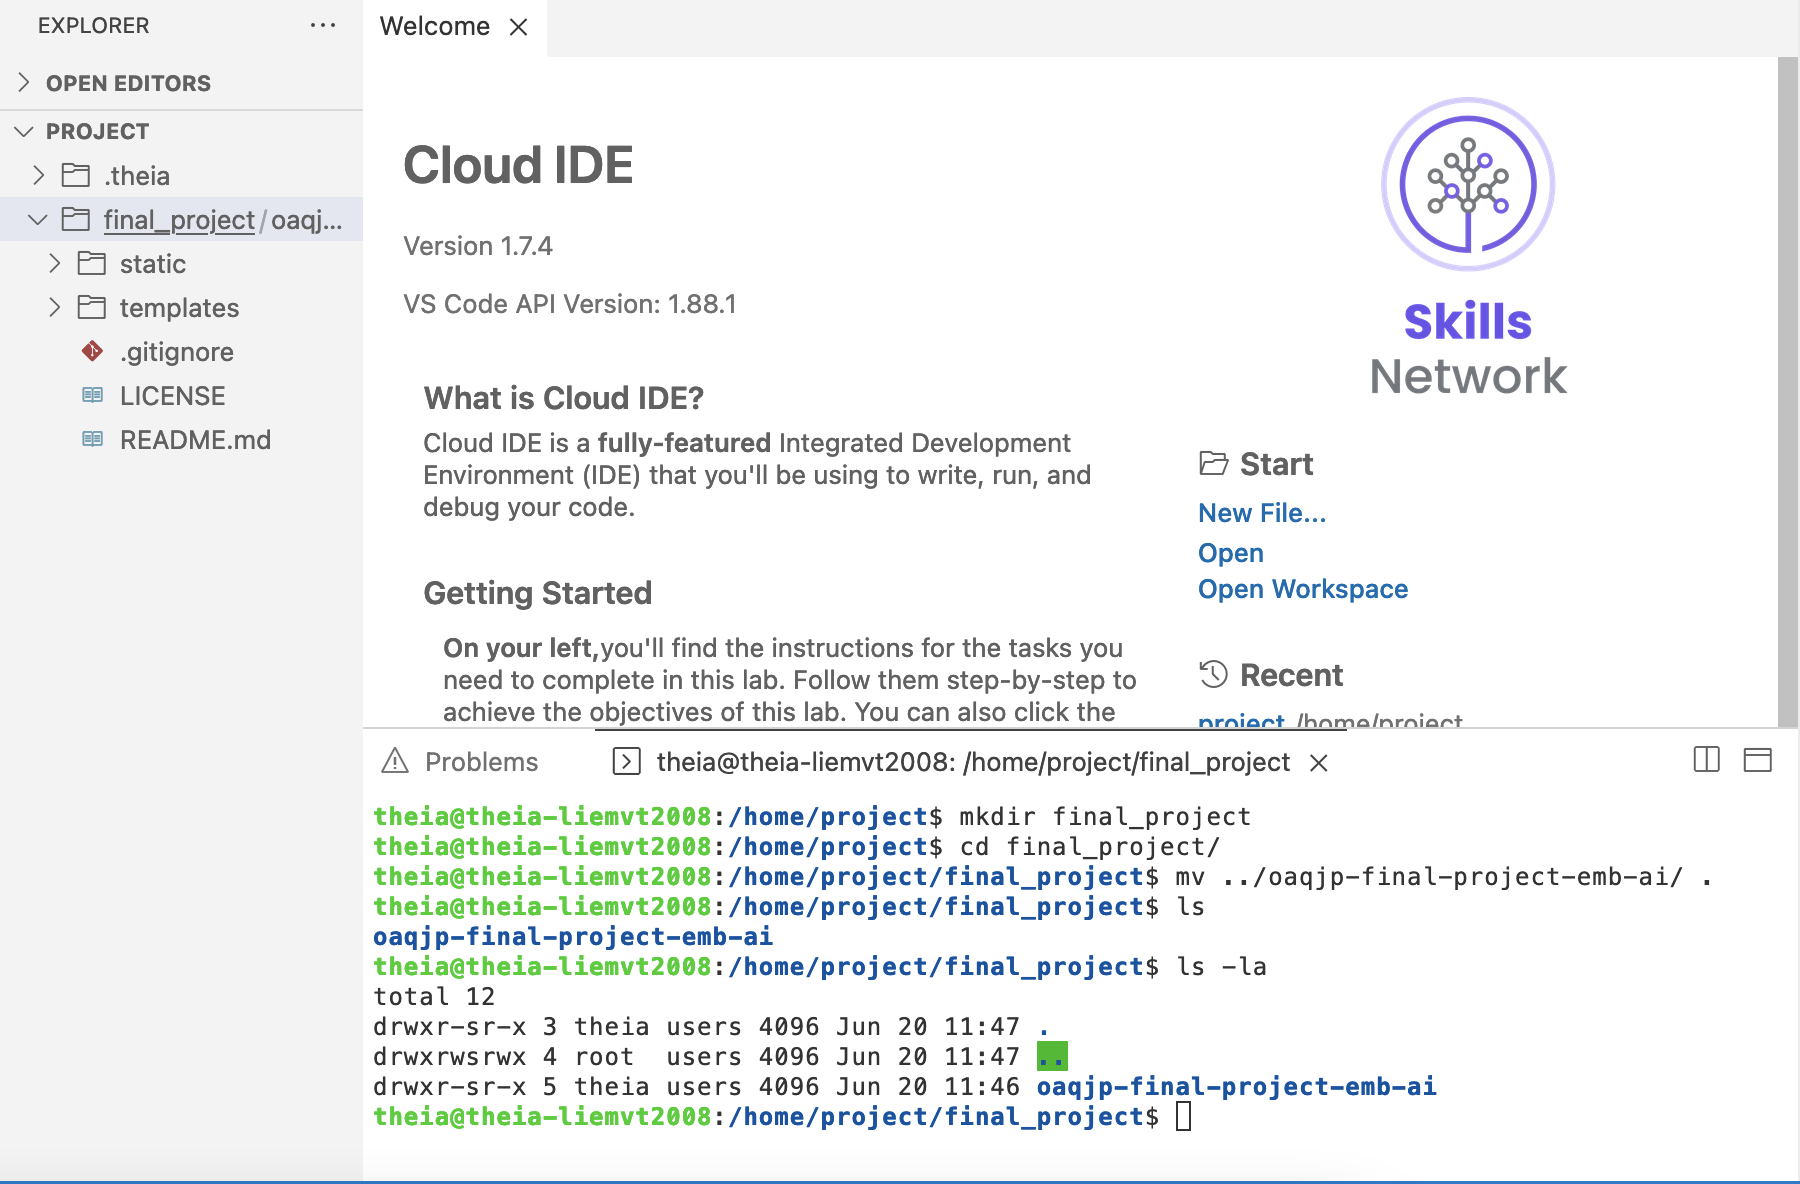 EXPLORER
OPEN EDITORS
PROJECT
.theia
final_project/oaqj...
static
templates
.gitignore
LICENSE
README.md
Welcome
Cloud IDE
Version 1.7.4
VS Code API Version: 1.88.1
What is Cloud IDE?
Cloud IDE is a fully-featured Integrated Development
Environment (IDE) that you'll be using to write, run, and
debug your code.
Getting Started
On your left,you'll find the instructions for the tasks you
need to complete in this lab. Follow them step-by-step to
achieve the objectives of this lab. You can also click the
Skills
Network
Start
New File...
Open
Open Workspace
Recent
project /home/project
Problems
theia@theia-liemvt2008: /home/project/final_project
theia@theia-liemvt2008:/home/project$ mkdir final_project
theia@theia-liemvt2008:/home/project$ cd final_project/
theia@theia-liemvt2008:/home/project/final_project$ mv ../oaqjp-final-project-emb-ai/ .
theia@theia-liemvt2008:/home/project/final_project$ ls
oaqjp-final-project-emb-ai
theia@theia-liemvt2008:/home/project/final_project$ ls -la
total 12
drwxr-sr-x 3 theia users 4096 Jun 20 11:47 .
drwxrwsrwx 4 root  users 4096 Jun 20 11:47 ..
drwxr-sr-x 5 theia users 4096 Jun 20 11:46 oaqjp-final-project-emb-ai
theia@theia-liemvt2008:/home/project/final_project$